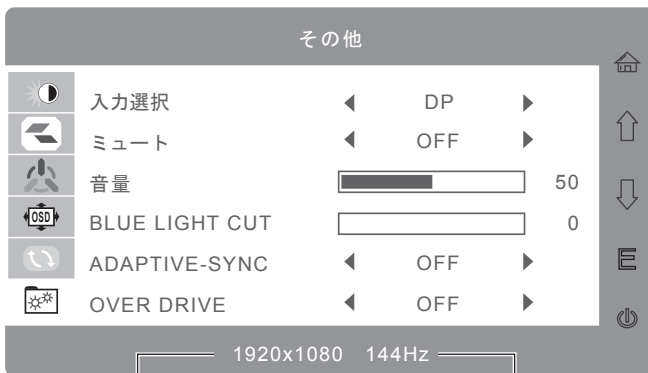 その他
入力選択 DP
ミュート OFF
音量 50
BLUE LIGHT CUT 0
ADAPTIVE-SYNC OFF
OVER DRIVE OFF
OSD
E
1920x1080 144Hz